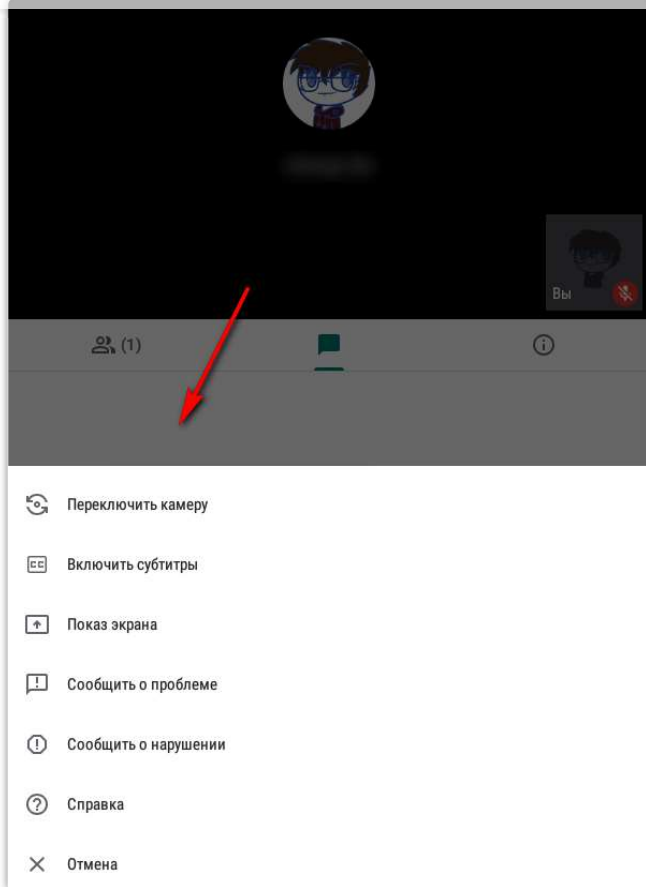 Вы
(1)
Переключить камеру
Включить субтитры
Показ экрана
Сообщить о проблеме
Сообщить о нарушении
Справка
Отмена